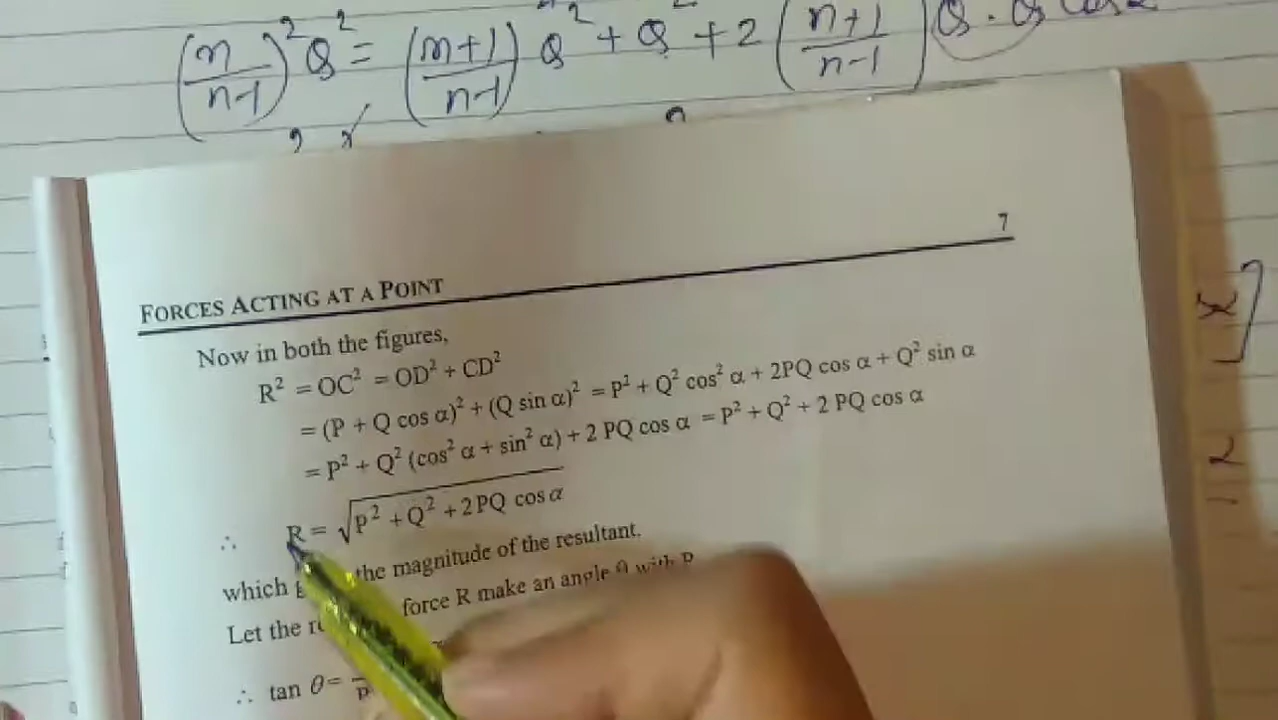 (n/n-1)² Q² = (n+1/n-1) Q² + Q² + 2 (n+1/n-1) Q · Q cos α
7
FORCES ACTING AT A POINT
Now in both the figures,
R² = OC² = OD² + CD²
= (P + Q cos α)² + (Q sin α)² = P² + Q² cos² α + 2PQ cos α + Q² sin α
= P² + Q² (cos² α + sin² α) + 2 PQ cos α = P² + Q² + 2 PQ cos α
∴ R = √P² + Q² + 2PQ cos α
which the magnitude of the resultant.
Let the force R make an angle θ with P
∴ tan θ =